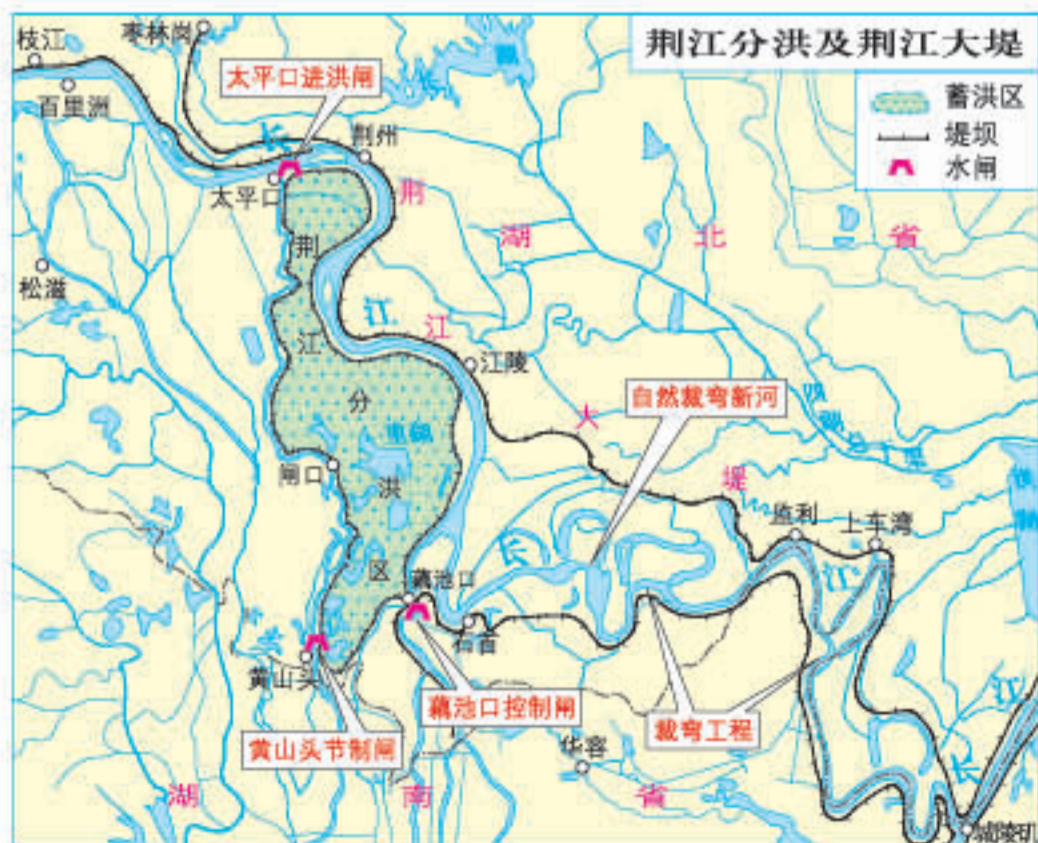 荆江分洪及荆江大堤
蓄洪区
堤坝
水闸
枣林岗
枝江
百里洲
太平口进洪闸
长
荆州
太平口
荆
湖北省
荆
松滋
江
江
江
江陵
分
自然裁弯新河
大
闸口
洪
堤
监利
上车湾
长
区
藕池口
江
石首
黄山头
藕池口控制闸
裁弯工程
江
黄山头节制闸
华容
长
湖南省
城陵矶